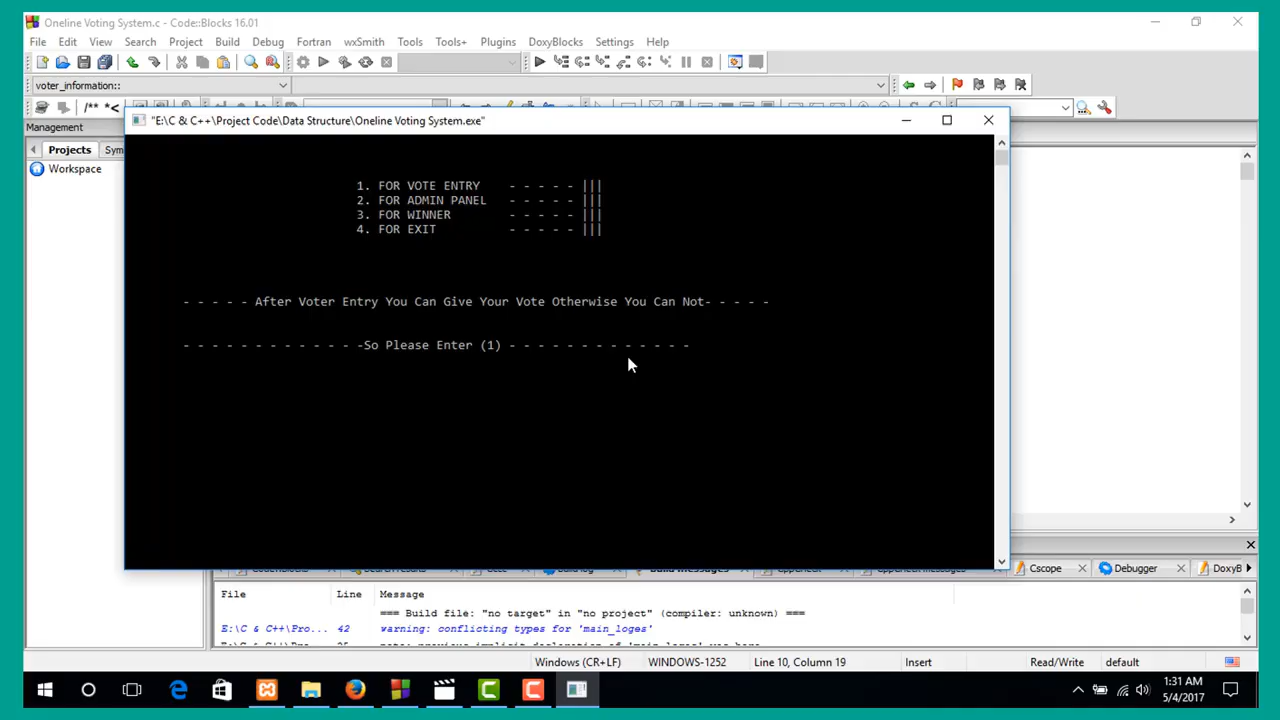 Oneline Voting System.c - Code::Blocks 16.01
File Edit View Search Project Build Debug Fortran wxSmith Tools Tools+ Plugins DoxyBlocks Settings Help
voter_information::
/** *<
Management
"E:\C & C++\Project Code\Data Structure\Oneline Voting System.exe"
Projects Sym
Workspace
1. FOR VOTE ENTRY - - - - - |||
2. FOR ADMIN PANEL - - - - - |||
3. FOR WINNER - - - - - |||
4. FOR EXIT - - - - - |||
- - - - - After Voter Entry You Can Give Your Vote Otherwise You Can Not- - - - -
- - - - - - - - - - - - -So Please Enter (1) - - - - - - - - - - - - -
Cscope Debugger DoxyB
File Line Message
=== Build file: "no target" in "no project" (compiler: unknown) ===
E:\C & C++\Pro... 42 warning: conflicting types for 'main_loges'
Windows (CR+LF) WINDOWS-1252 Line 10, Column 19 Insert Read/Write default
1:31 AM
5/4/2017